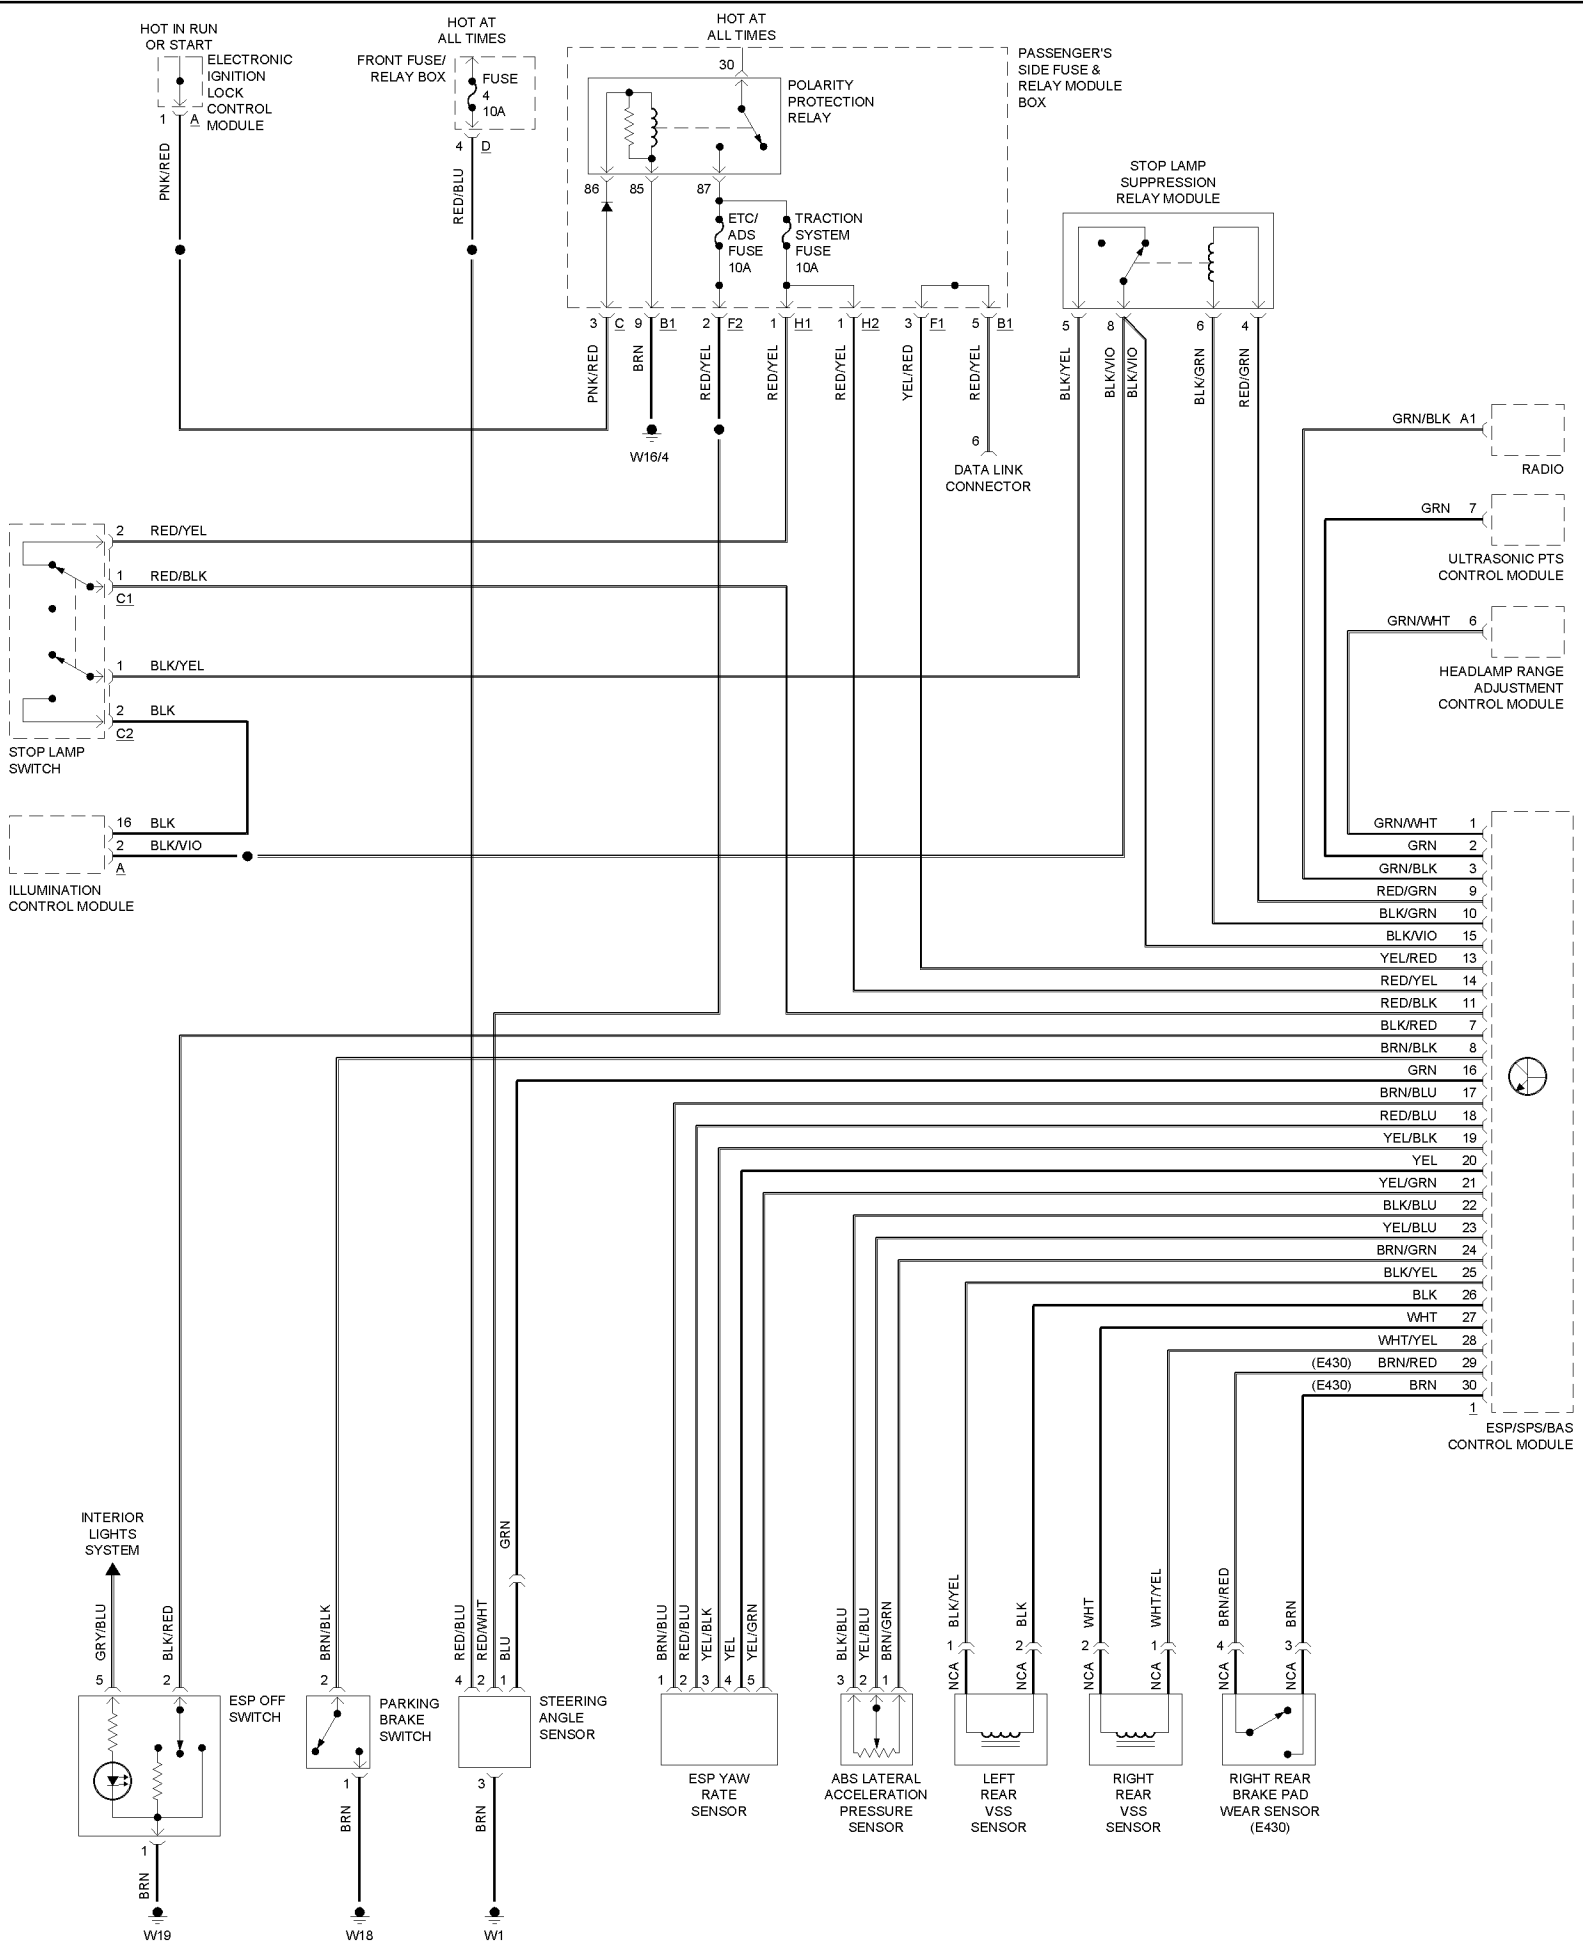 HOT IN RUN
OR START
ELECTRONIC
IGNITION
LOCK
CONTROL
MODULE
1 A
PNK/RED
HOT AT
ALL TIMES
FRONT FUSE/
RELAY BOX
FUSE
4
10A
4 D
RED/BLU
HOT AT
ALL TIMES
30
POLARITY
PROTECTION
RELAY
PASSENGER'S
SIDE FUSE &
RELAY MODULE
BOX
86 85 87
ETC/
ADS
FUSE
10A
TRACTION
SYSTEM
FUSE
10A
3 C 9 B1 2 F2 1 H1 1 H2 3 F1 5 B1
PNK/RED
BRN
RED/YEL
RED/YEL
RED/YEL
YEL/RED
RED/YEL
W16/4
6
DATA LINK
CONNECTOR
STOP LAMP
SUPPRESSION
RELAY MODULE
5 8 6 4
BLK/YEL
BLK/VIO
BLK/VIO
BLK/GRN
RED/GRN
GRN/BLK A1
RADIO
GRN 7
ULTRASONIC PTS
CONTROL MODULE
GRN/WHT 6
HEADLAMP RANGE
ADJUSTMENT
CONTROL MODULE
2 RED/YEL
1 RED/BLK
C1
1 BLK/YEL
2 BLK
C2
STOP LAMP
SWITCH
16 BLK
2 BLK/VIO
A
ILLUMINATION
CONTROL MODULE
GRN/WHT 1
GRN 2
GRN/BLK 3
RED/GRN 9
BLK/GRN 10
BLK/VIO 15
YEL/RED 13
RED/YEL 14
RED/BLK 11
BLK/RED 7
BRN/BLK 8
GRN 16
BRN/BLU 17
RED/BLU 18
YEL/BLK 19
YEL 20
YEL/GRN 21
BLK/BLU 22
YEL/BLU 23
BRN/GRN 24
BLK/YEL 25
BLK 26
WHT 27
WHT/YEL 28
(E430) BRN/RED 29
(E430) BRN 30
1
ESP/SPS/BAS
CONTROL MODULE
INTERIOR
LIGHTS
SYSTEM
GRY/BLU
BLK/RED
5 2
ESP OFF
SWITCH
1
BRN
W19
BRN/BLK
2
PARKING
BRAKE
SWITCH
1
BRN
W18
GRN
RED/BLU
RED/WHT
BLU
4 2 1
STEERING
ANGLE
SENSOR
3
BRN
W1
BRN/BLU
RED/BLU
YEL/BLK
YEL
YEL/GRN
1 2 3 4 5
ESP YAW
RATE
SENSOR
BLK/BLU
YEL/BLU
BRN/GRN
3 2 1
ABS LATERAL
ACCELERATION
PRESSURE
SENSOR
BLK/YEL
BLK
1 2
NCA
NCA
LEFT
REAR
VSS
SENSOR
WHT
WHT/YEL
2 1
NCA
NCA
RIGHT
REAR
VSS
SENSOR
BRN/RED
BRN
4 3
NCA
NCA
RIGHT REAR
BRAKE PAD
WEAR SENSOR
(E430)